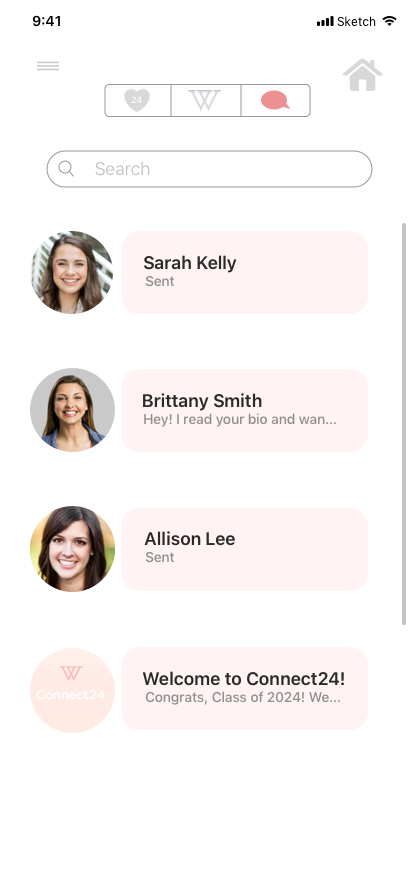 9:41 Sketch
24 W
Search
Sarah Kelly
Sent
Brittany Smith
Hey! I read your bio and wan...
Allison Lee
Sent
Welcome to Connect24!
Congrats, Class of 2024! We...
W
Connect24